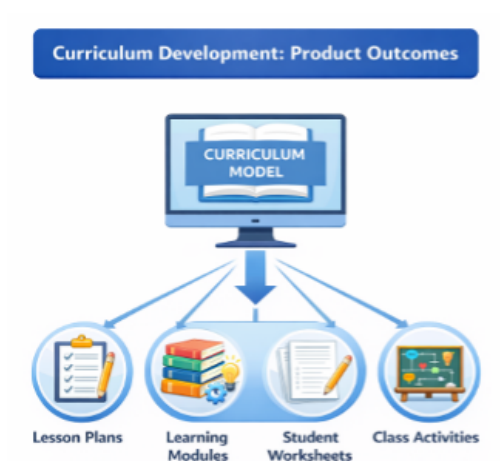 Curriculum Development: Product Outcomes
CURRICULUM
MODEL
Lesson Plans
Learning
Modules
Student
Worksheets
Class Activities